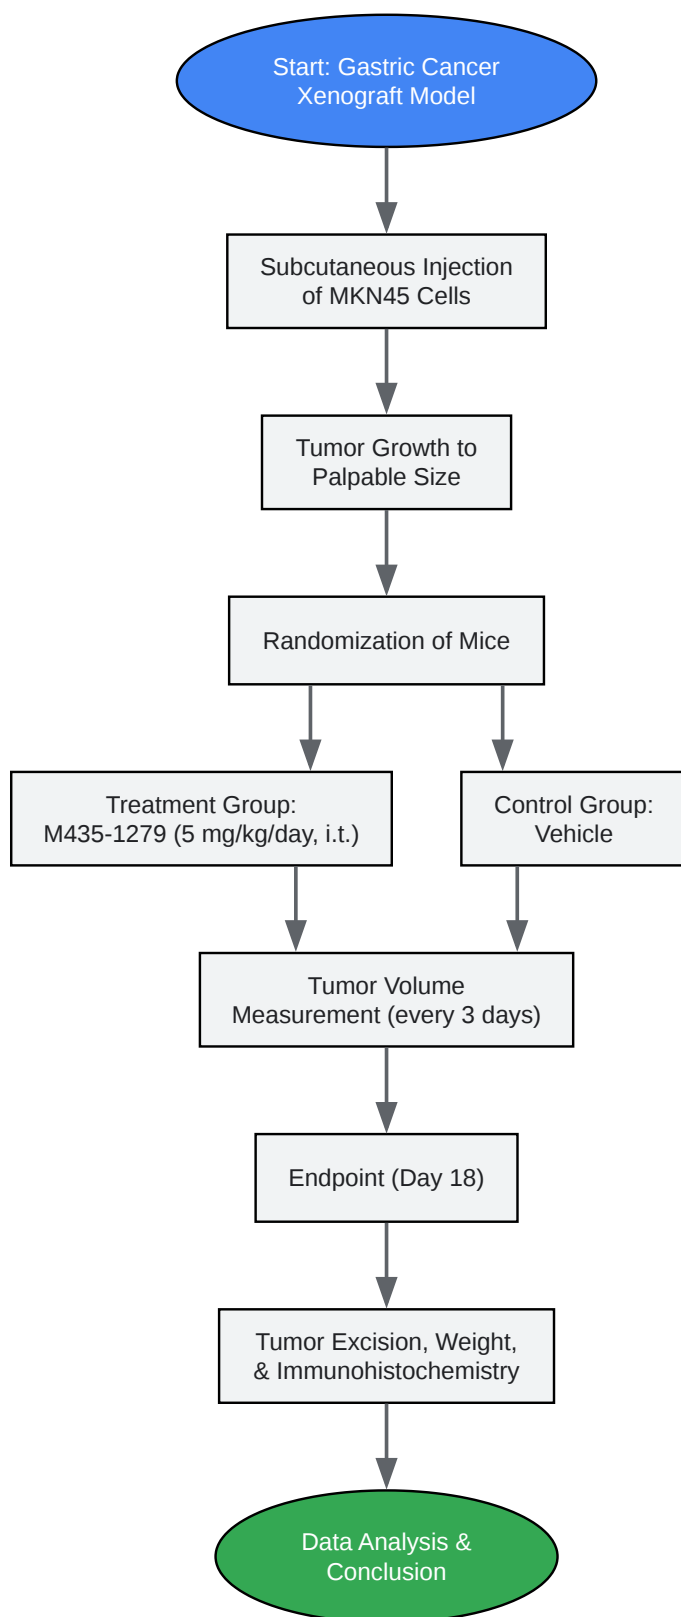 Start: Gastric Cancer
Xenograft Model
Subcutaneous Injection
of MKN45 Cells
Tumor Growth to
Palpable Size
Randomization of Mice
Treatment Group:
M435-1279 (5 mg/kg/day, i.t.)
Control Group:
Vehicle
Tumor Volume
Measurement (every 3 days)
Endpoint (Day 18)
Tumor Excision, Weight,
& Immunohistochemistry
Data Analysis &
Conclusion